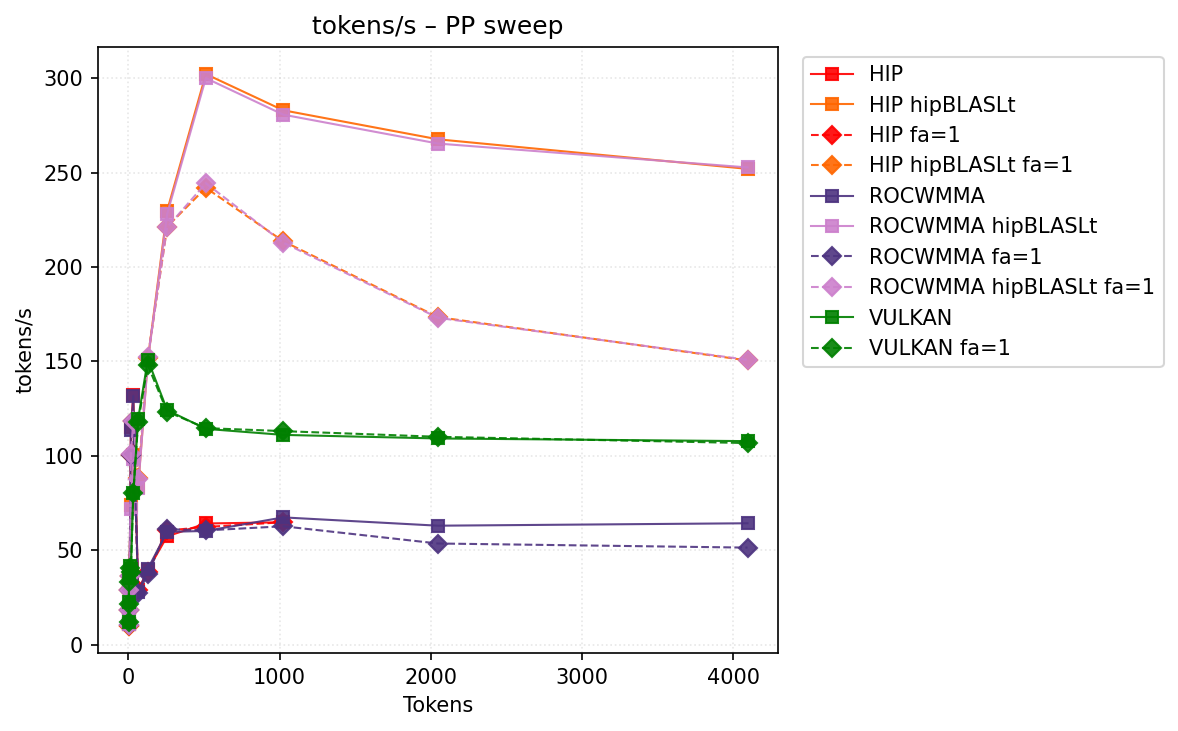 tokens/s – PP sweep
300
250
200
150
100
50
0
tokens/s
0
1000
2000
3000
4000
Tokens
HIP
HIP hipBLASLt
HIP fa=1
HIP hipBLASLt fa=1
ROCWMMA
ROCWMMA hipBLASLt
ROCWMMA fa=1
ROCWMMA hipBLASLt fa=1
VULKAN
VULKAN fa=1